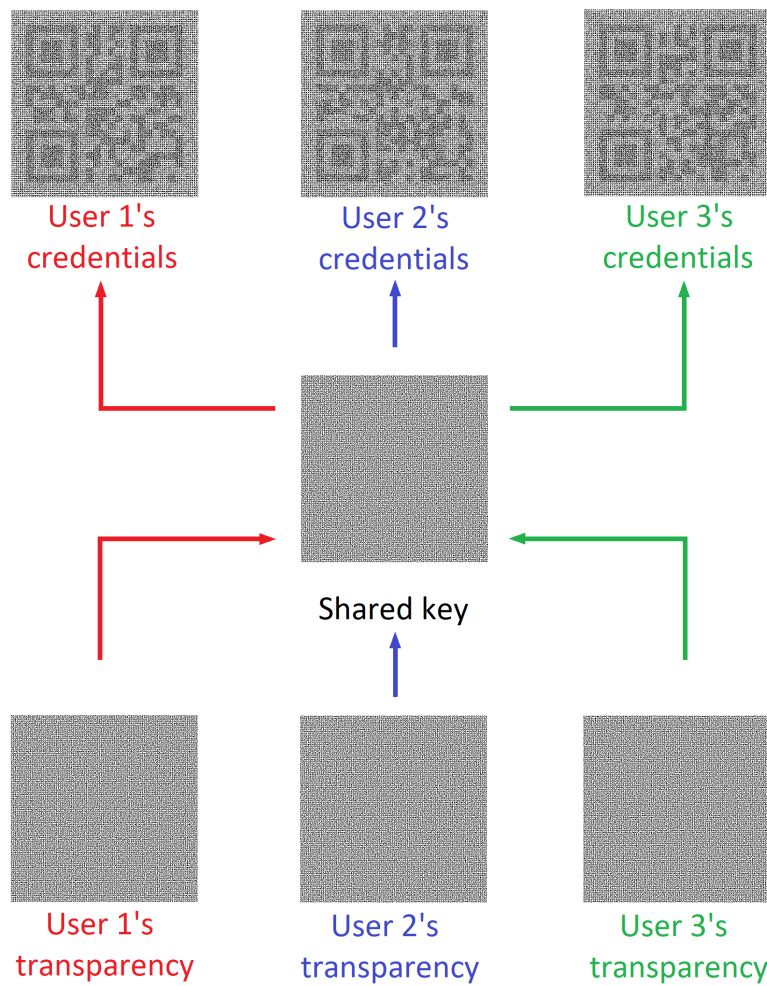 User 1's
credentials
User 2's
credentials
User 3's
credentials
Shared key
User 1's
transparency
User 2's
transparency
User 3's
transparency